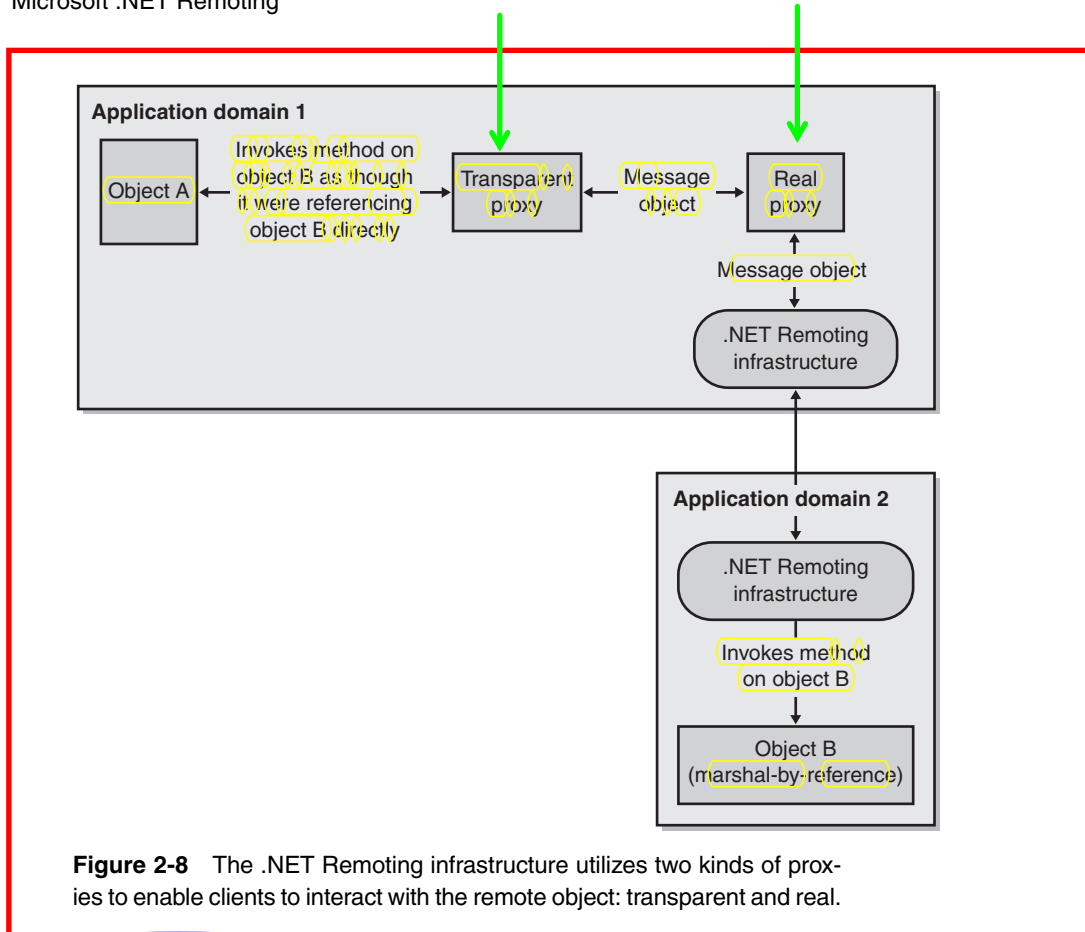 Microsoft .NET Remoting
Application domain 1
Object A
Invokes method on
object B as though
it were referencing
object B directly
Transparent
proxy
Message
object
Real
proxy
Message object
.NET Remoting
infrastructure
Application domain 2
.NET Remoting
infrastructure
Invokes method
on object B
Object B
(marshal-by-reference)
Figure 2-8 The .NET Remoting infrastructure utilizes two kinds of prox-
ies to enable clients to interact with the remote object: transparent and real.